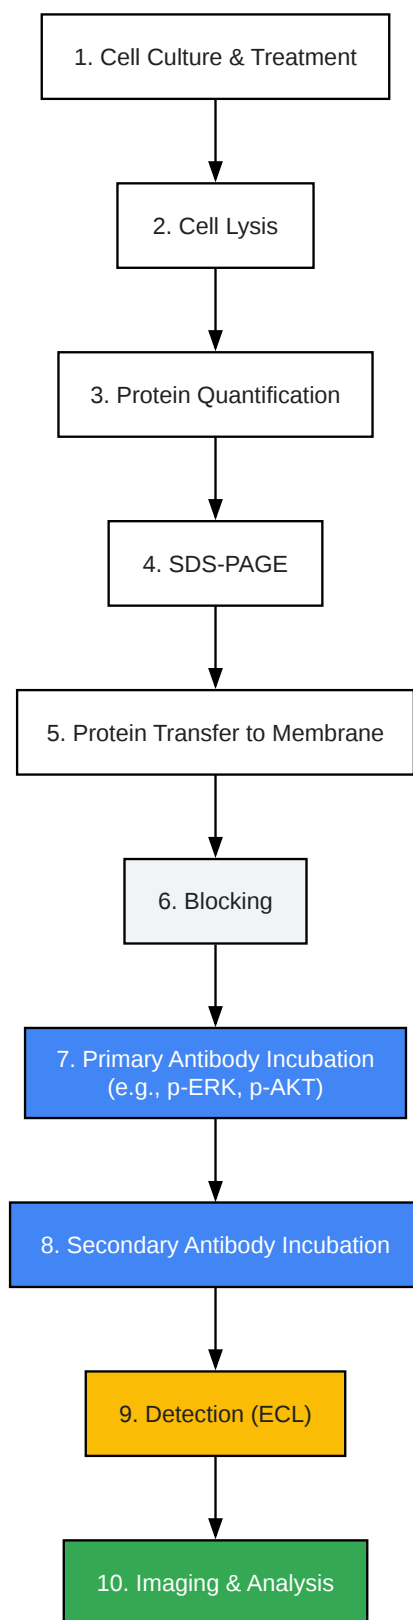 1. Cell Culture & Treatment
2. Cell Lysis
3. Protein Quantification
4. SDS-PAGE
5. Protein Transfer to Membrane
6. Blocking
7. Primary Antibody Incubation
(e.g., p-ERK, p-AKT)
8. Secondary Antibody Incubation
9. Detection (ECL)
10. Imaging & Analysis